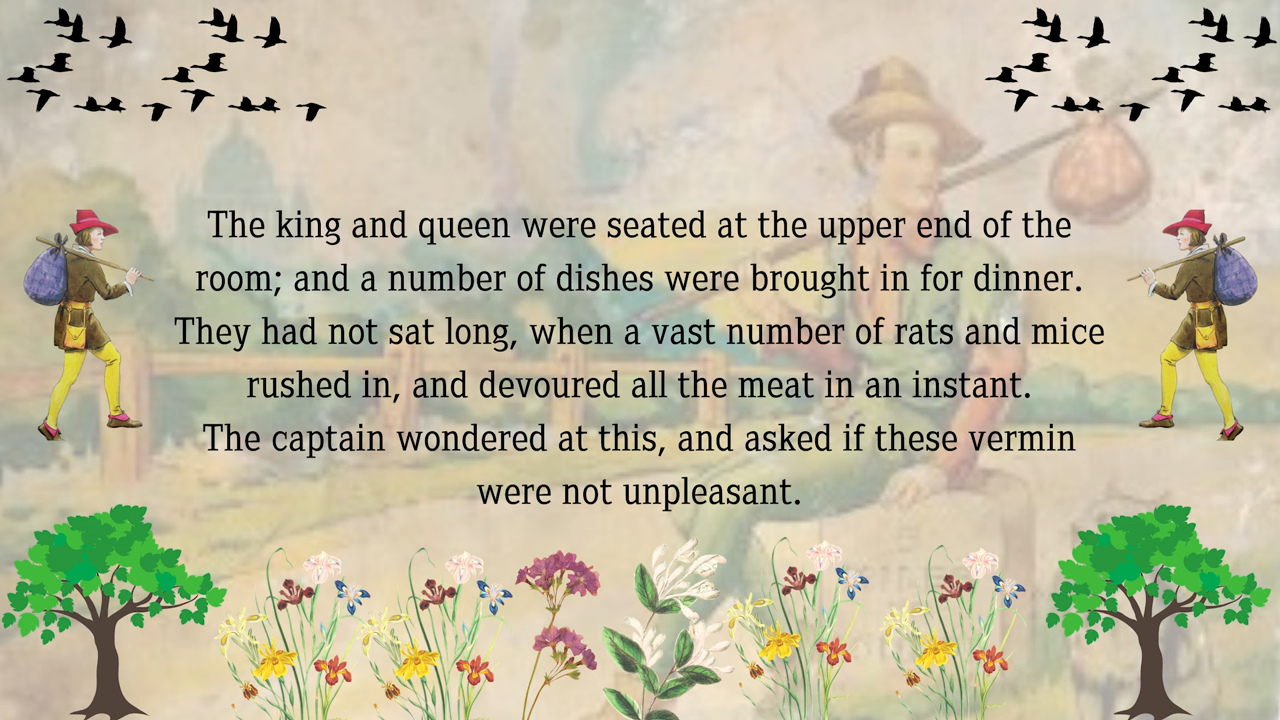 The king and queen were seated at the upper end of the
room; and a number of dishes were brought in for dinner.
They had not sat long, when a vast number of rats and mice
rushed in, and devoured all the meat in an instant.
The captain wondered at this, and asked if these vermin
were not unpleasant.